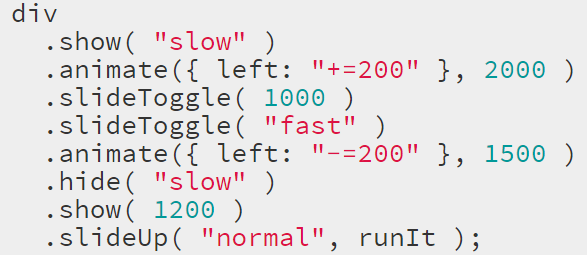 div
  .show( "slow" )
  .animate({ left: "+=200" }, 2000 )
  .slideToggle( 1000 )
  .slideToggle( "fast" )
  .animate({ left: "-=200" }, 1500 )
  .hide( "slow" )
  .show( 1200 )
  .slideUp( "normal", runIt );